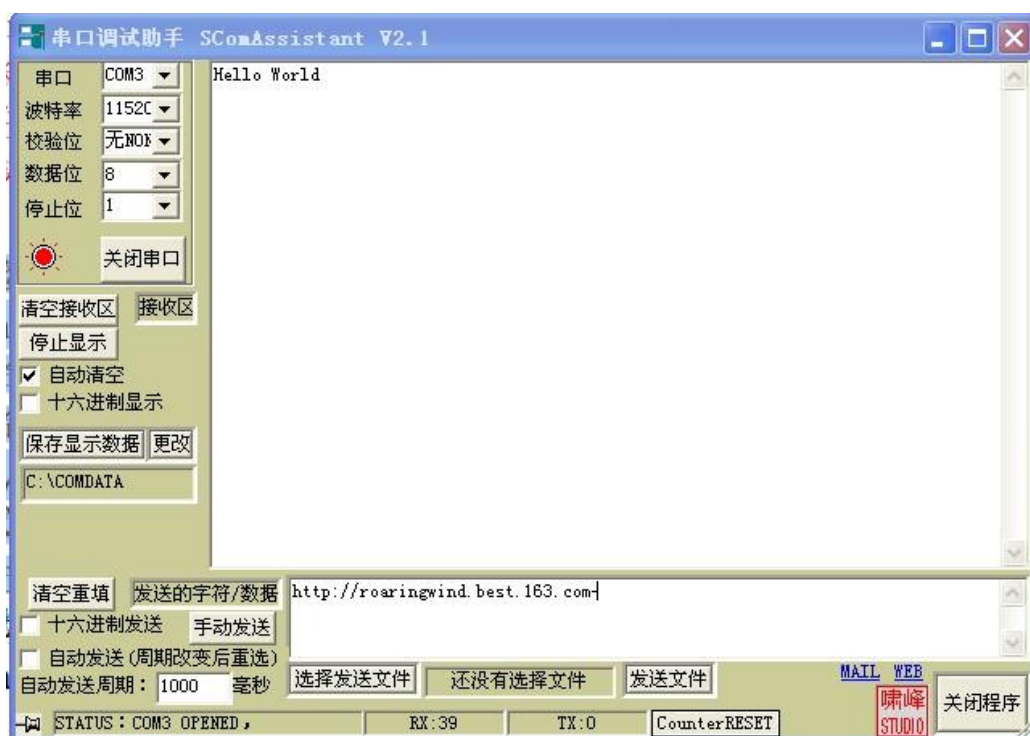 串口调试助手 SComAssistant V2.1
串口 COM3
波特率 11520
校验位 无NON
数据位 8
停止位 1
关闭串口
清空接收区 接收区
停止显示
自动清空
十六进制显示
保存显示数据 更改
C:\COMDATA
Hello World
清空重填 发送的字符/数据
http://roaringwind.best.163.com
十六进制发送 手动发送
自动发送(周期改变后重选)
自动发送周期: 1000 毫秒
选择发送文件 还没有选择文件 发送文件
MAIL WEB
啸峰
STUDIO
关闭程序
STATUS:COM3 OPENED, RX:39 TX:0 CounterRESET